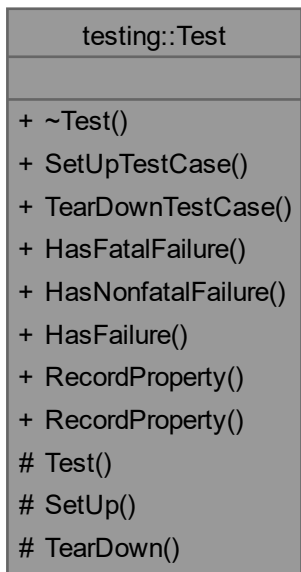 testing::Test
+ ~Test()
+ SetUpTestCase()
+ TearDownTestCase()
+ HasFatalFailure()
+ HasNonfatalFailure()
+ HasFailure()
+ RecordProperty()
+ RecordProperty()
# Test()
# SetUp()
# TearDown()